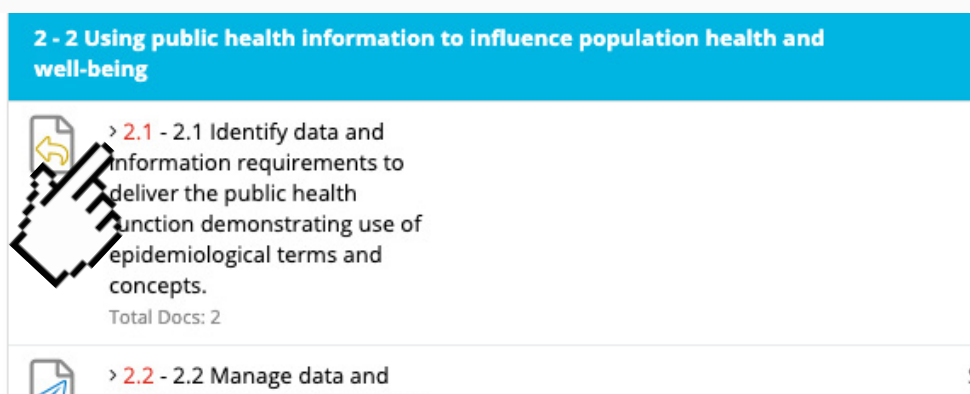 2 - 2 Using public health information to influence population health and
well-being
> 2.1 - 2.1 Identify data and
information requirements to
deliver the public health
function demonstrating use of
epidemiological terms and
concepts.
Total Docs: 2
> 2.2 - 2.2 Manage data and